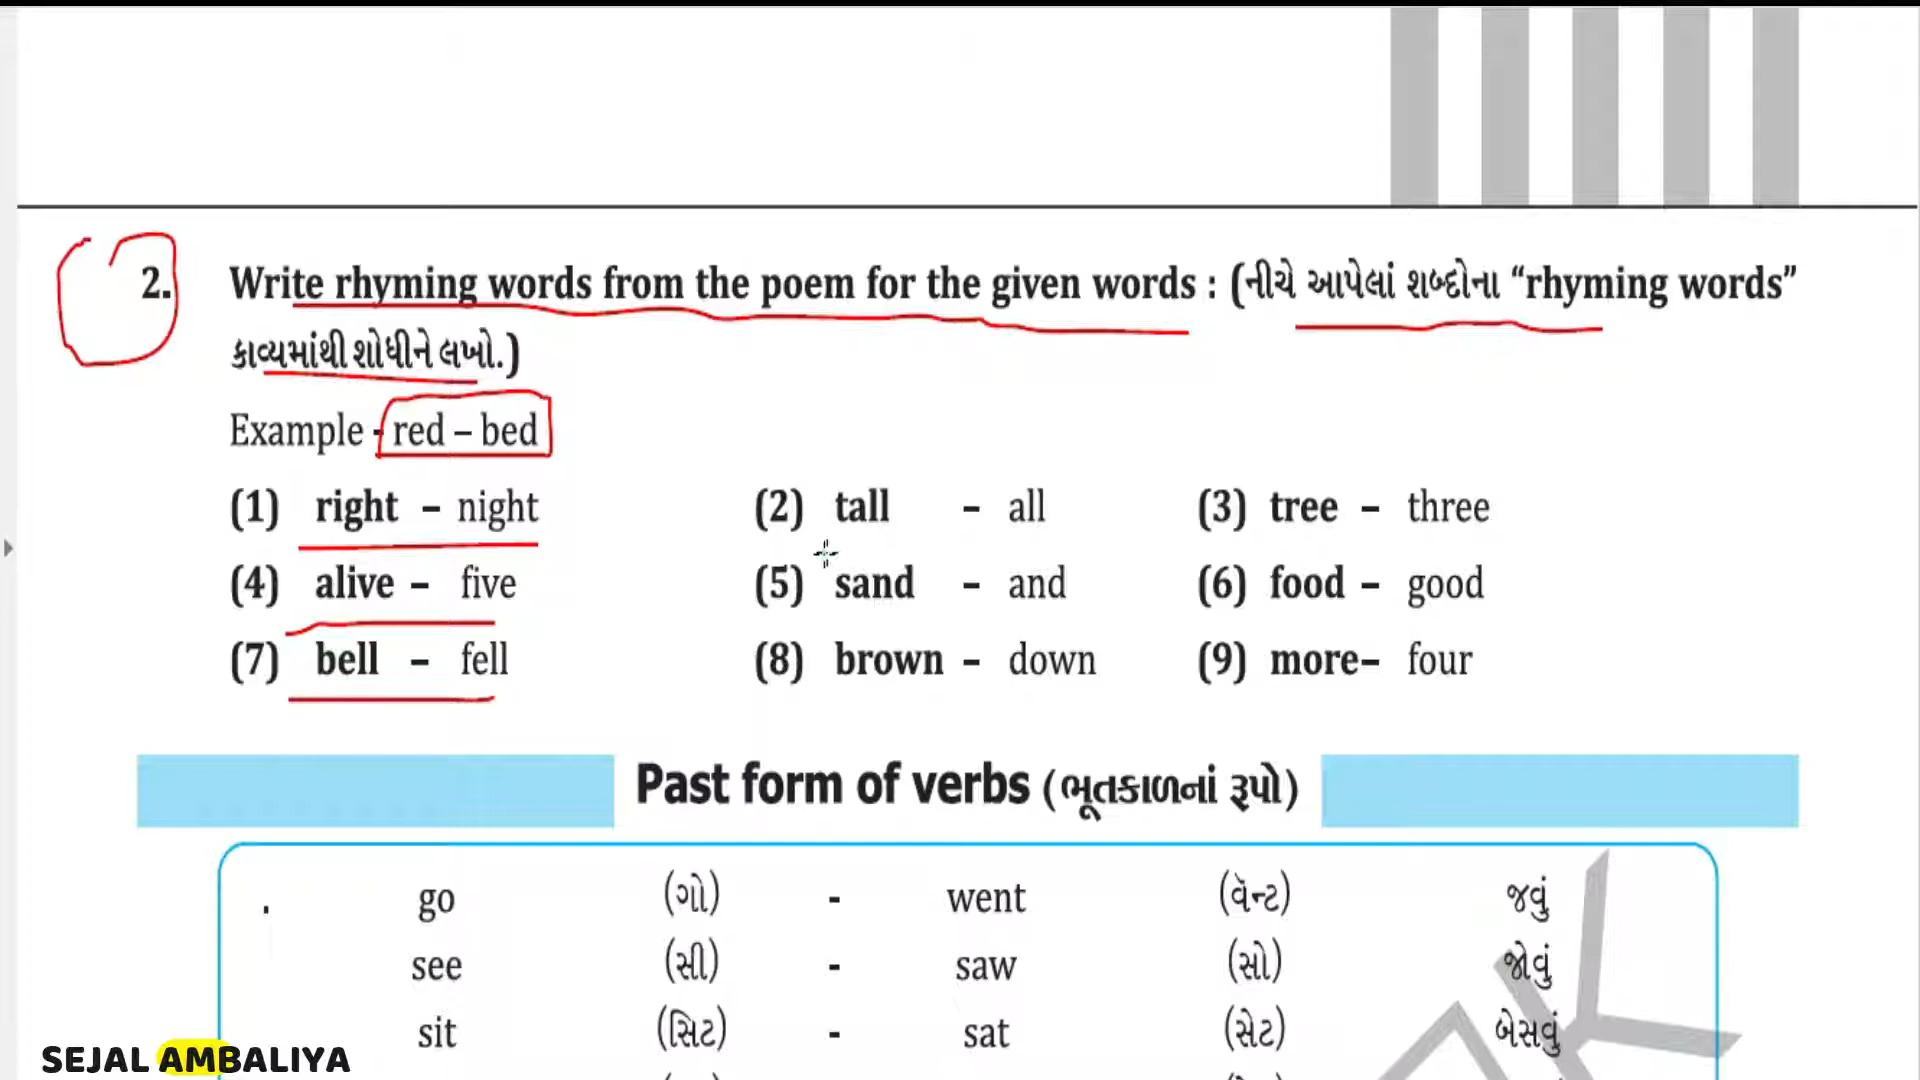 2. Write rhyming words from the poem for the given words : (નીચે આપેલાં શબ્દોના “rhyming words”
કાવ્યમાંથી શોધીને લખો.)
Example - red – bed
(1) right – night (2) tall – all (3) tree – three
(4) alive – five (5) sand – and (6) food – good
(7) bell – fell (8) brown – down (9) more– four
Past form of verbs (ભૂતકાળનાં રૂપો)
. go (ગો) - went (વૅન્ટ) જવું
see (સી) - saw (સો) જોવું
sit (સિટ) - sat (સેટ) બેસવું
SEJAL AMBALIYA